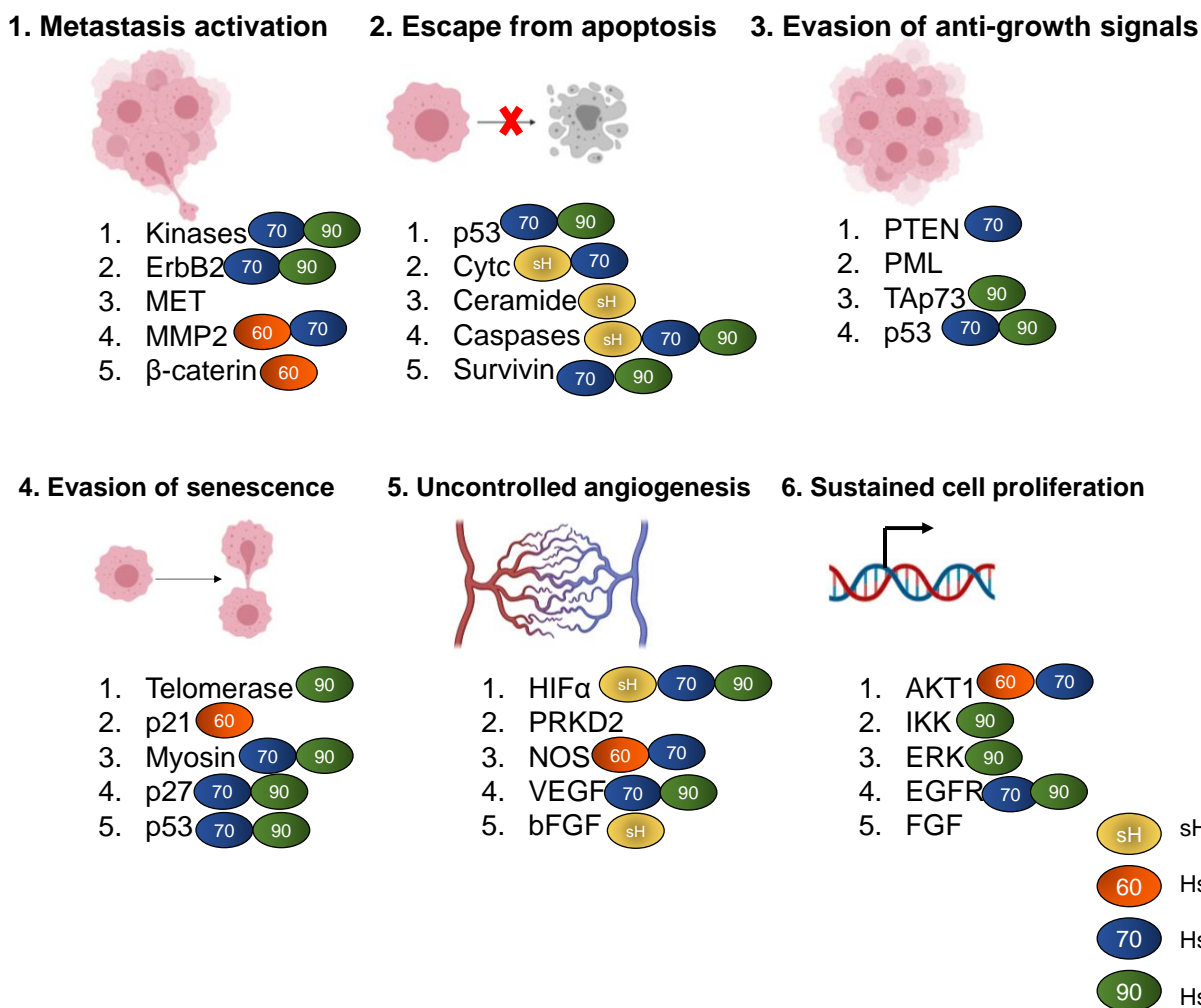 1. Metastasis activation
1. Kinases 70 90
2. ErbB2 70 90
3. MET
4. MMP2 60 70
5. β-caterin 60
2. Escape from apoptosis
1. p53 70 90
2. Cytc sH 70
3. Ceramide sH
4. Caspases sH 70 90
5. Survivin 70 90
3. Evasion of anti-growth signals
1. PTEN 70
2. PML
3. TAp73 90
4. p53 70 90
4. Evasion of senescence
1. Telomerase 90
2. p21 60
3. Myosin 70 90
4. p27 70 90
5. p53 70 90
5. Uncontrolled angiogenesis
1. HIFα sH 70 90
2. PRKD2
3. NOS 60 70
4. VEGF 70 90
5. bFGF sH
6. Sustained cell proliferation
1. AKT1 60 70
2. IKK 90
3. ERK 90
4. EGFR 70 90
5. FGF
sH
60
70
90